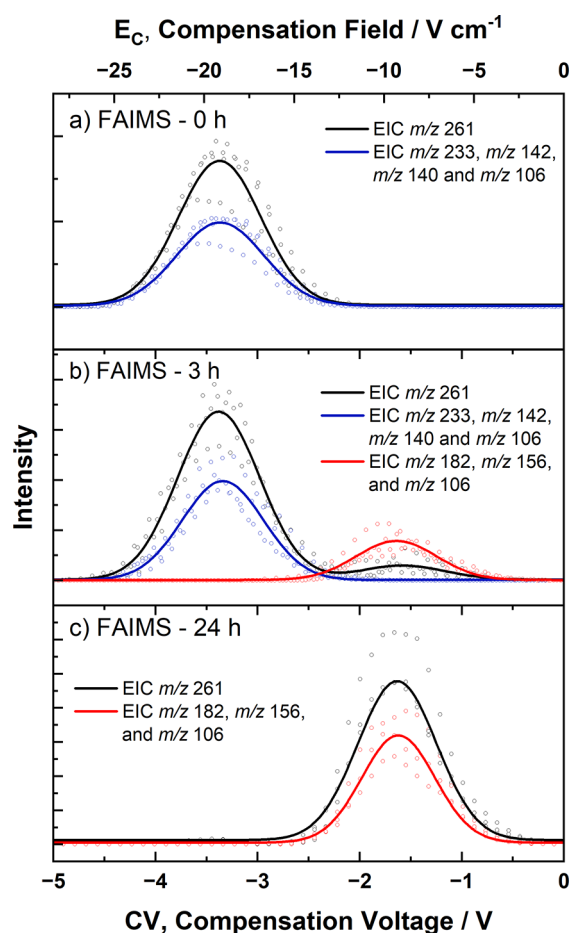 E_C, Compensation Field / V cm⁻¹
−25 −20 −15 −10 −5 0
a) FAIMS - 0 h
EIC m/z 261
EIC m/z 233, m/z 142,
m/z 140 and m/z 106
b) FAIMS - 3 h
EIC m/z 261
EIC m/z 233, m/z 142,
m/z 140 and m/z 106
EIC m/z 182, m/z 156,
and m/z 106
Intensity
c) FAIMS - 24 h
EIC m/z 261
EIC m/z 182, m/z 156,
and m/z 106
−5 −4 −3 −2 −1 0
CV, Compensation Voltage / V